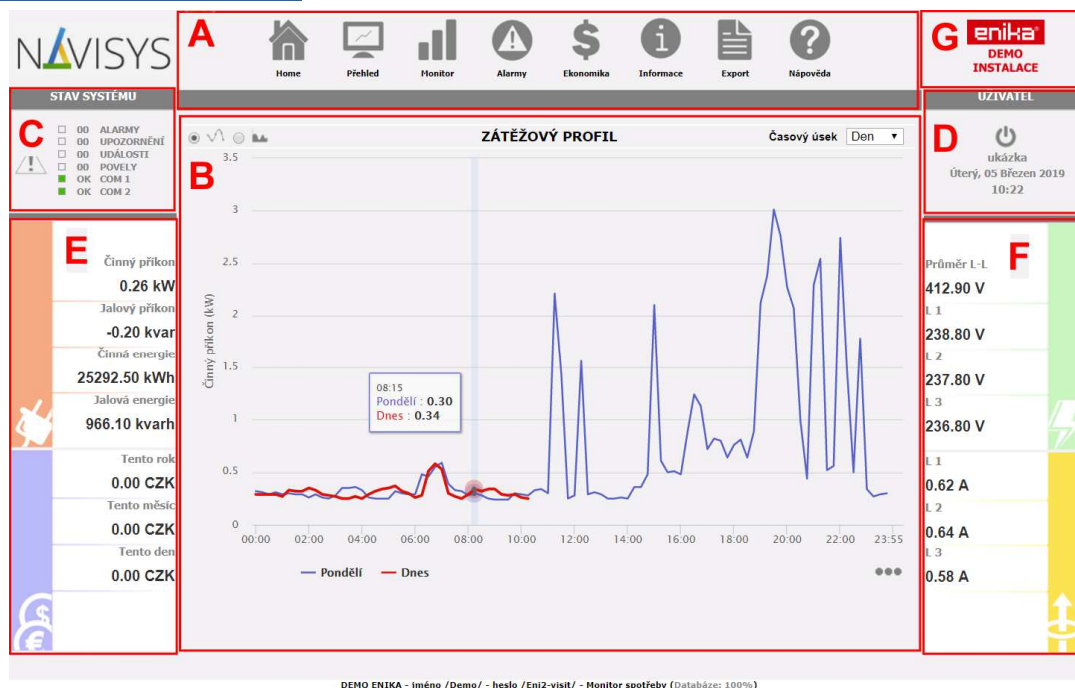 NAVISYS
A
Home Přehled Monitor Alarmy Ekonomika Informace Export Nápověda
G enika
DEMO
INSTALACE
STAV SYSTÉMU
C
00 ALARMY
00 UPOZORNĚNÍ
00 UDÁLOSTI
00 POVELY
OK COM 1
OK COM 2
UŽIVATEL
D
ukázka
Úterý, 05 Březen 2019
10:22
E
Činný příkon
0.26 kW
Jalový příkon
-0.20 kvar
Činná energie
25292.50 kWh
Jalová energie
966.10 kvarh
Tento rok
0.00 CZK
Tento měsíc
0.00 CZK
Tento den
0.00 CZK
$
€
B
ZÁTĚŽOVÝ PROFIL
Časový úsek Den
Činný příkon (kW)
3.5
3
2.5
2
1.5
1
0.5
0
08:15
Pondělí : 0.30
Dnes : 0.34
00:00 02:00 04:00 06:00 08:00 10:00 12:00 14:00 16:00 18:00 20:00 22:00 23:55
Pondělí Dnes
F
Průměr L-L
412.90 V
L 1
238.80 V
L 2
237.80 V
L 3
236.80 V
L 1
0.62 A
L 2
0.64 A
L 3
0.58 A
DEMO ENIKA - jméno /Demo/ - heslo /Eni2-visit/ - Monitor spotřeby (Databáze: 100%)